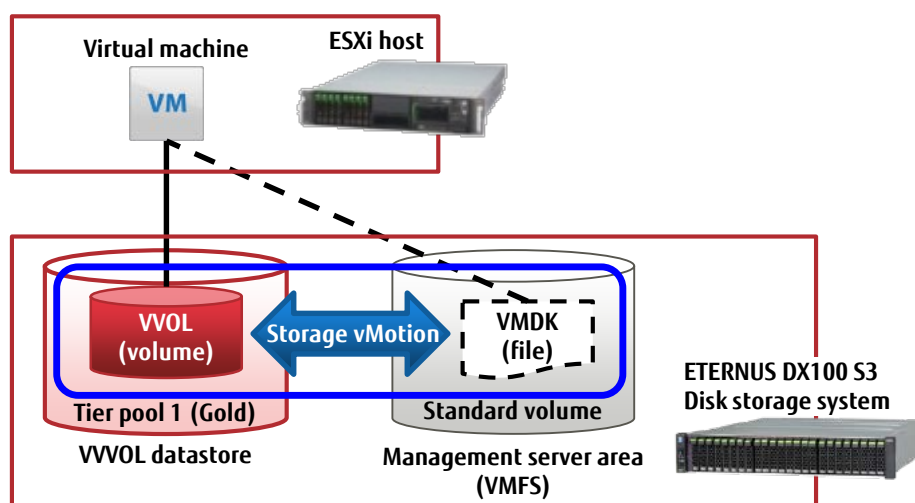 Virtual machine
ESXi host
VM
VVOL
(volume)
Storage vMotion
VMDK
(file)
Tier pool 1 (Gold)
Standard volume
ETERNUS DX100 S3
Disk storage system
VVVOL datastore
Management server area
(VMFS)